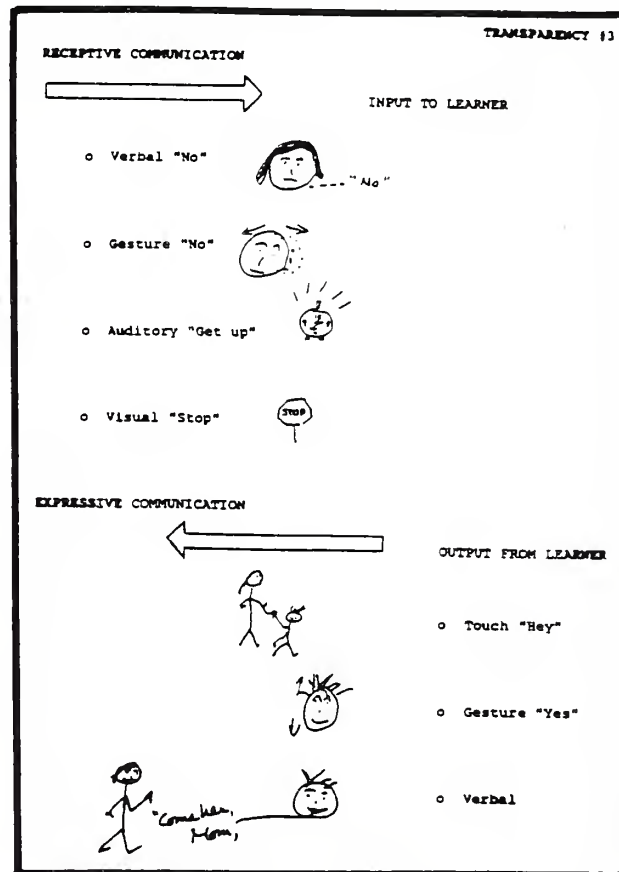 TRANSPARENCY #3
RECEPTIVE COMMUNICATION
INPUT TO LEARNER
o Verbal "No"
"No"
o Gesture "No"
o Auditory "Get up"
o Visual "Stop"
STOP
EXPRESSIVE COMMUNICATION
OUTPUT FROM LEARNER
o Touch "Hey"
o Gesture "Yes"
o Verbal
"Come here,
Mom,